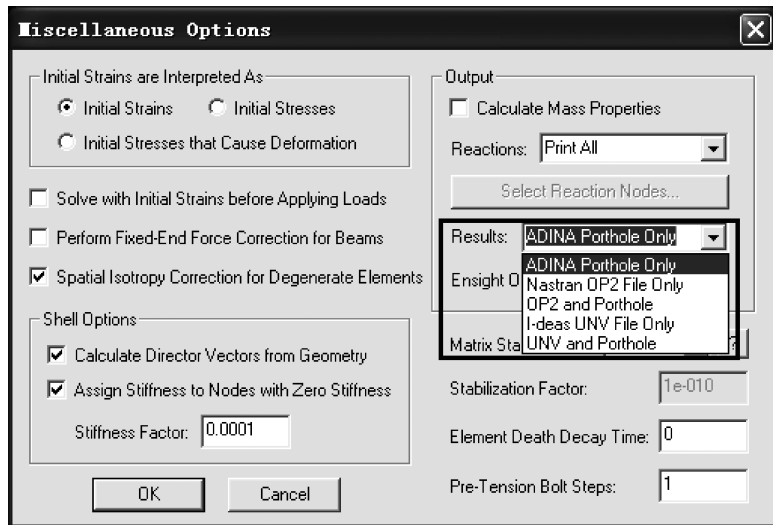 Miscellaneous Options
Initial Strains are Interpreted As
Initial Strains
Initial Stresses
Initial Stresses that Cause Deformation
Solve with Initial Strains before Applying Loads
Perform Fixed-End Force Correction for Beams
Spatial Isotropy Correction for Degenerate Elements
Shell Options
Calculate Director Vectors from Geometry
Assign Stiffness to Nodes with Zero Stiffness
Stiffness Factor: 0.0001
OK
Cancel
Output
Calculate Mass Properties
Reactions: Print All
Select Reaction Nodes...
Results: ADINA Porthole Only
ADINA Porthole Only
Nastran OP2 File Only
OP2 and Porthole
I-deas UNV File Only
UNV and Porthole
Ensight O
Matrix Sta
?
Stabilization Factor: 1e-010
Element Death Decay Time: 0
Pre-Tension Bolt Steps: 1